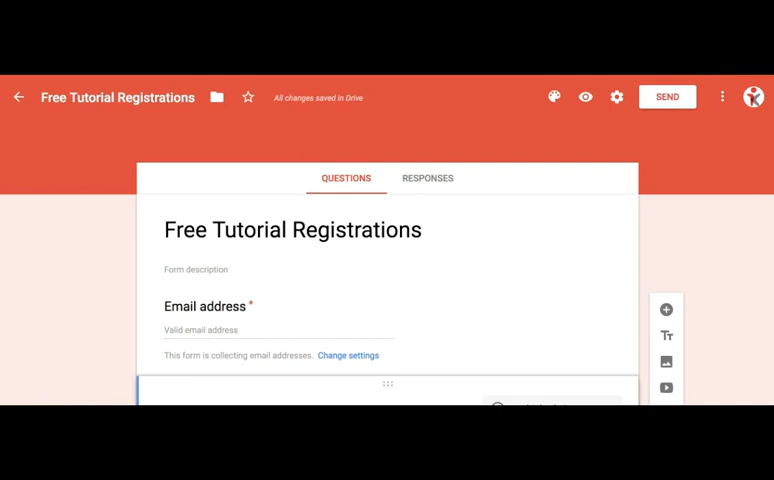 Free Tutorial Registrations
All changes saved in Drive
SEND
QUESTIONS RESPONSES
Free Tutorial Registrations
Form description
Email address *
Valid email address
This form is collecting email addresses. Change settings
Tт